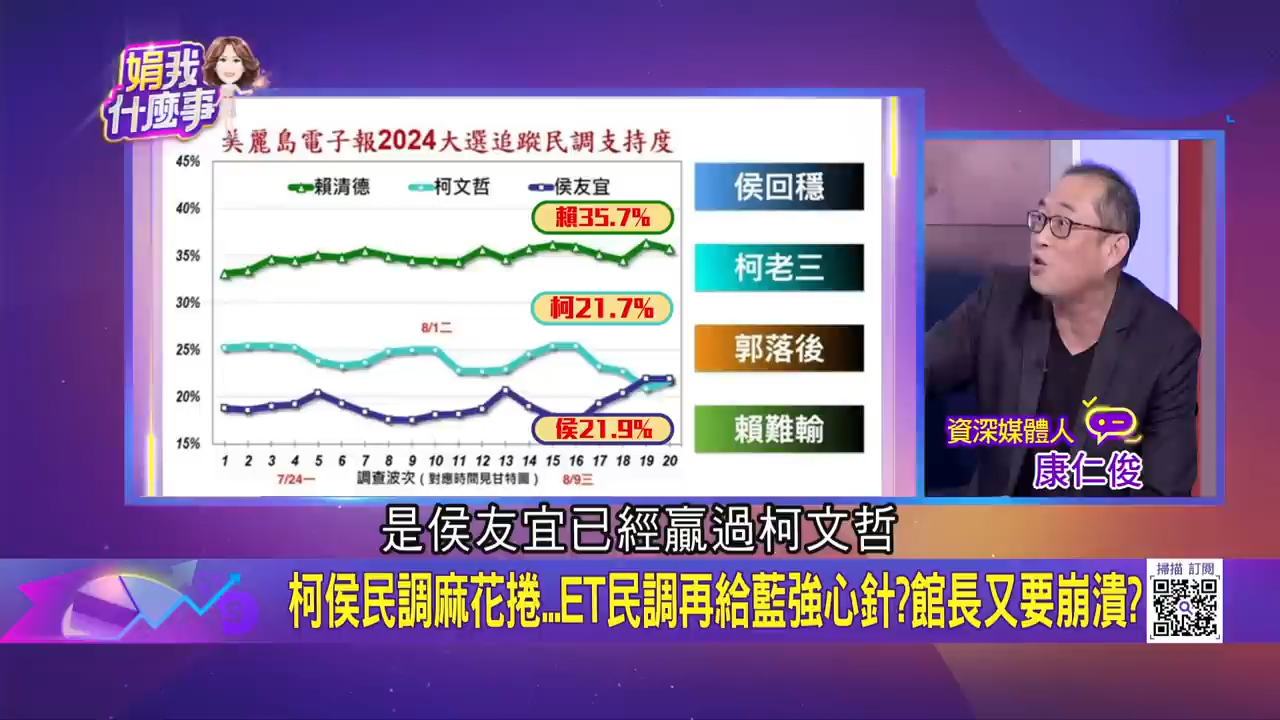 娟我
什麼事
美麗島電子報2024大選追蹤民調支持度
45%
40%
35%
30%
25%
20%
15%
賴清德 柯文哲 侯友宜
賴35.7%
柯21.7%
侯21.9%
8/1二
1 2 3 4 5 6 7 8 9 10 11 12 13 14 15 16 17 18 19 20
7/24一 調查波次(對應時間見甘特圖) 8/9三
侯回穩
柯老三
郭落後
賴難輸
資深媒體人
康仁俊
是侯友宜已經贏過柯文哲
柯侯民調麻花捲...ET民調再給藍強心針?館長又要崩潰?
掃描 訂閱